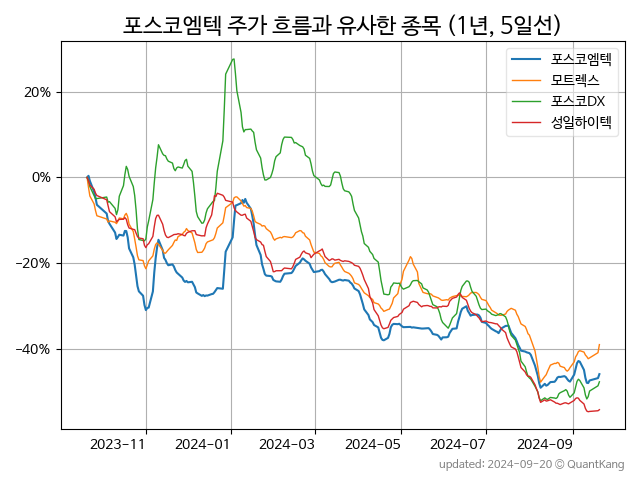 포스코엠텍 주가 흐름과 유사한 종목 (1년, 5일선)
포스코엠텍
모트렉스
포스코DX
성일하이텍
20%
0%
−20%
−40%
2023-11 2024-01 2024-03 2024-05 2024-07 2024-09
updated: 2024-09-20 © QuantKang